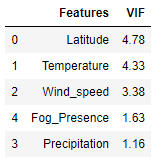 Features VIF
0 Latitude 4.78
1 Temperature 4.33
2 Wind_speed 3.38
4 Fog_Presence 1.63
3 Precipitation 1.16